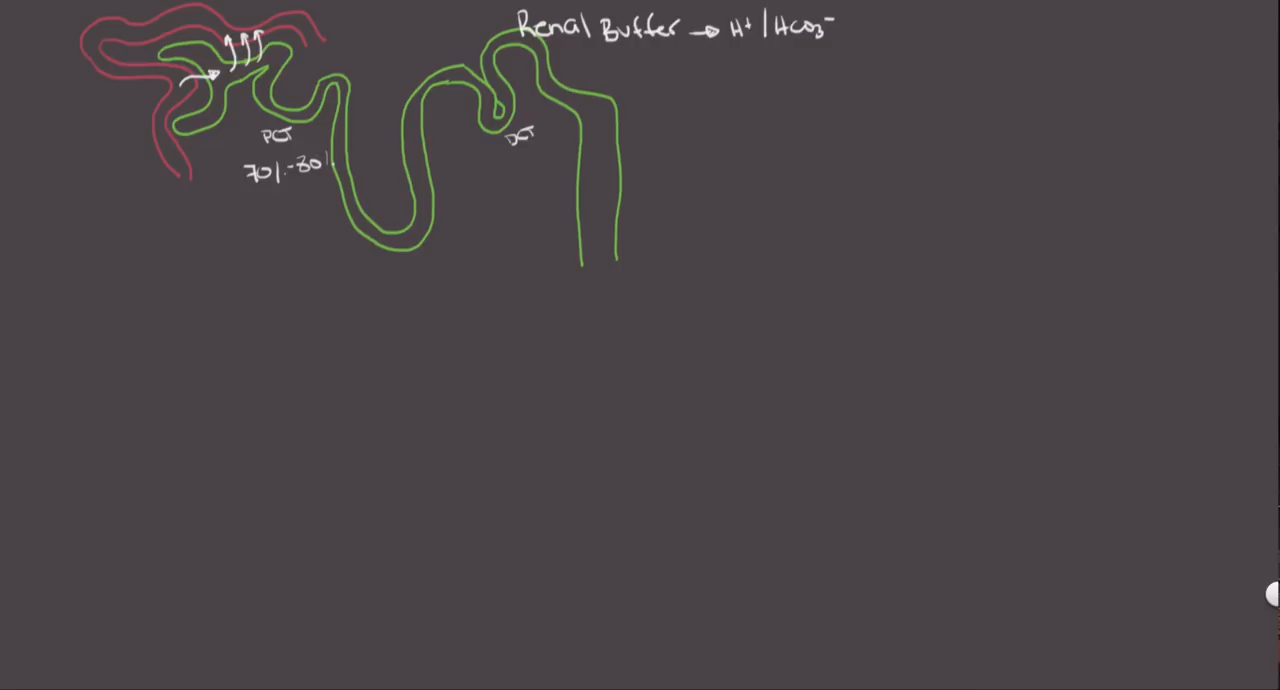 Renal Buffer → H⁺ / HCO₃⁻
PCT
70%-80%
DCT